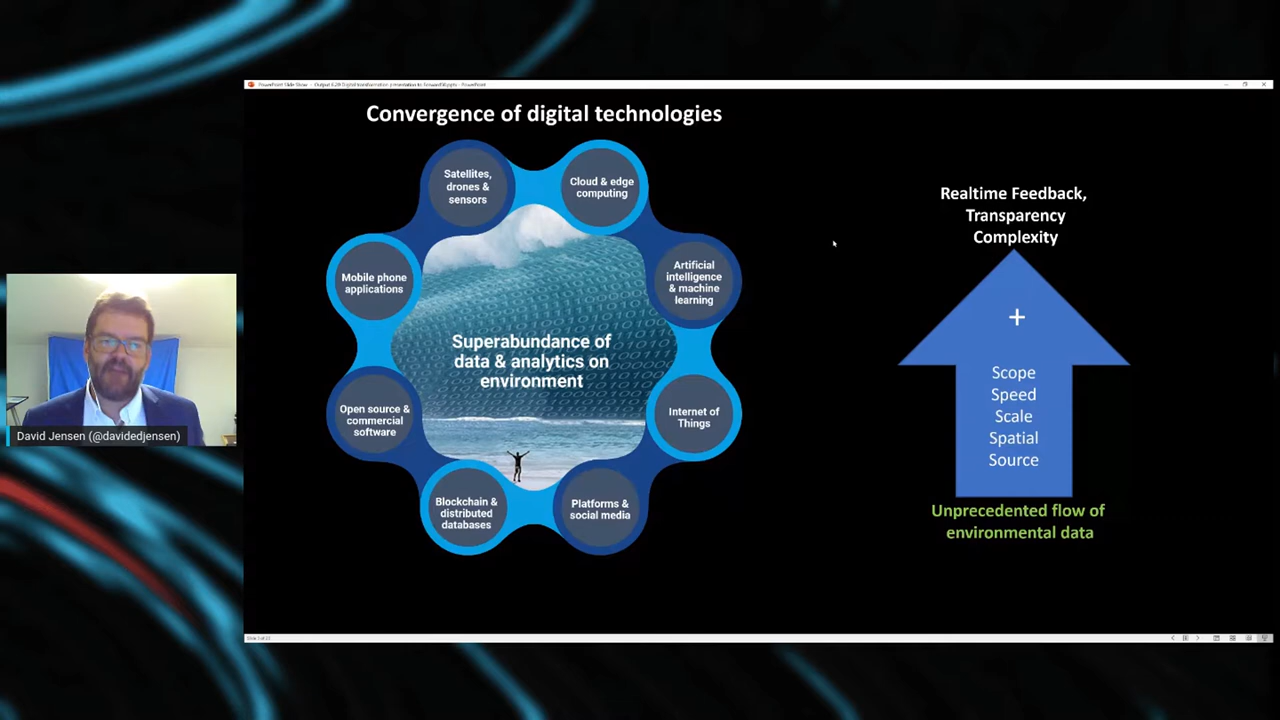 Convergence of digital technologies
Satellites,
drones &
sensors
Cloud & edge
computing
Mobile phone
applications
Artificial
intelligence
& machine
learning
Superabundance of
data & analytics on
environment
Open source &
commercial
software
Internet of
Things
Blockchain &
distributed
databases
Platforms &
social media
Realtime Feedback,
Transparency
Complexity
+
Scope
Speed
Scale
Spatial
Source
Unprecedented flow of
environmental data
David Jensen (@davidedjensen)